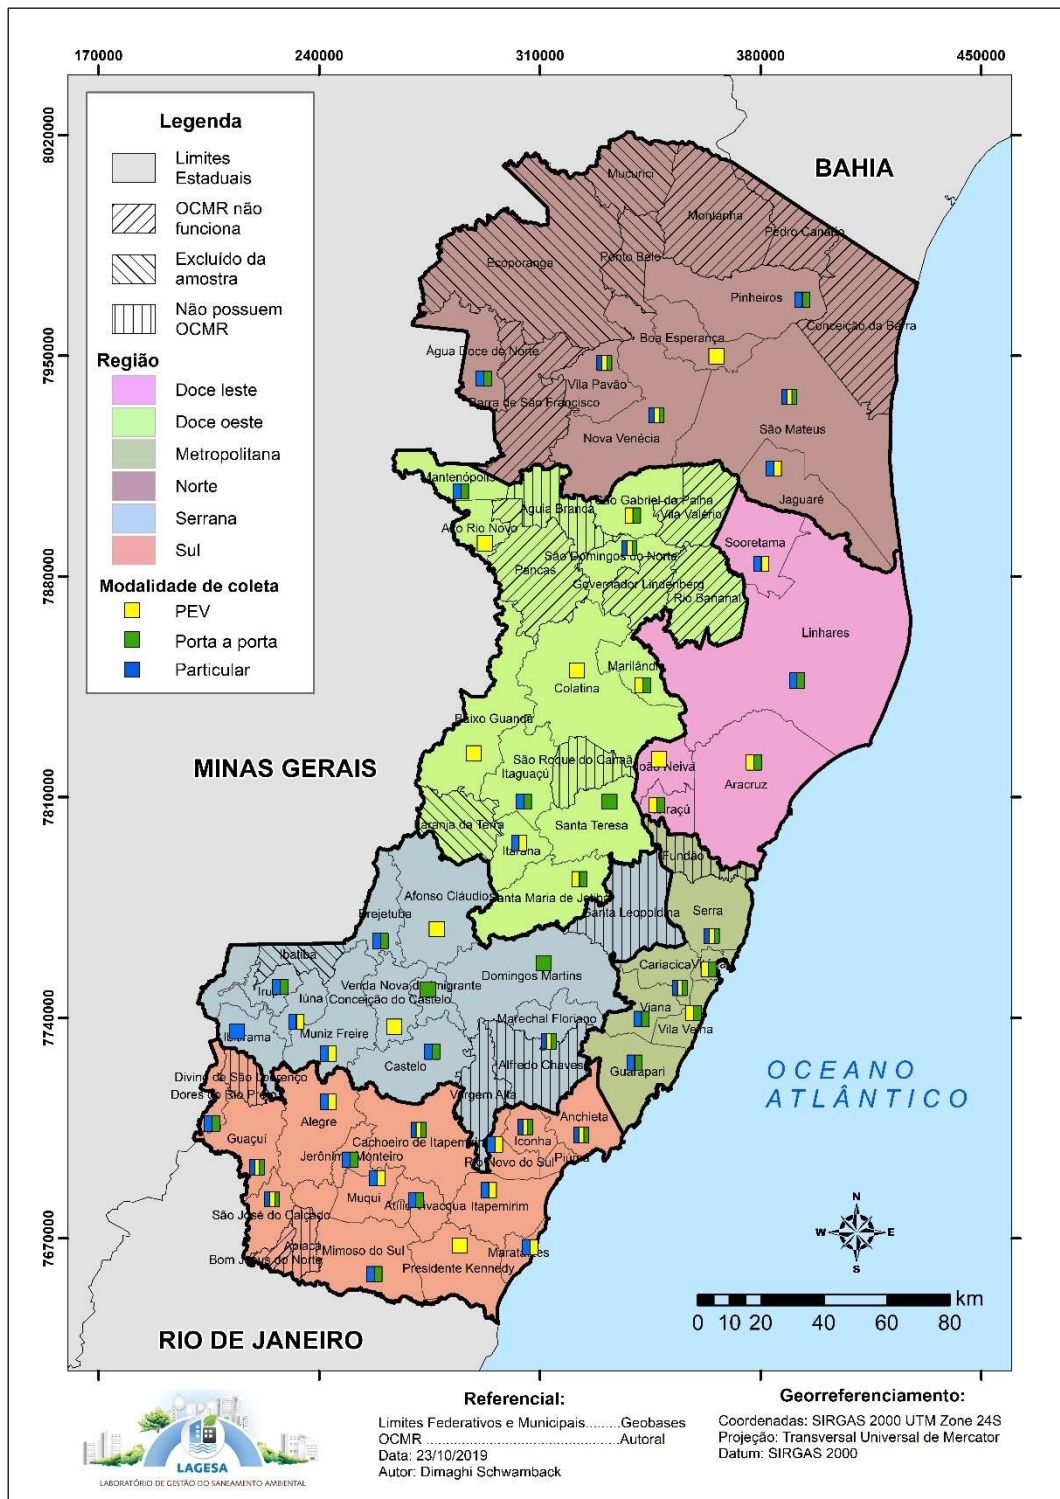 170000
240000
310000
380000
450000
8020000
7950000
7880000
7810000
7740000
7670000
Legenda
Limites
Estaduais
OCMR não
funciona
Excluído da
amostra
Não possuem
OCMR
Região
Doce leste
Doce oeste
Metropolitana
Norte
Serrana
Sul
Modalidade de coleta
PEV
Porta a porta
Particular
BAHIA
MINAS GERAIS
RIO DE JANEIRO
OCEANO
ATLÂNTICO
Mucurici
Montanha
Pedro Canário
Ecoporanga
Ponto Belo
Pinheiros
Conceição da Barra
Boa Esperança
Água Doce do Norte
Vila Pavão
Barra de São Francisco
São Mateus
Nova Venécia
Jaguaré
Mantenópolis
Águia Branca
São Gabriel da Palha
Vila Valério
Alto Rio Novo
Sooretama
São Domingos do Norte
Pancas
Governador Lindenberg
Rio Bananal
Linhares
Marilândi
Colatina
Baixo Guandu
São Roque do Canaã
João Neiva
Itaguaçú
Aracruz
Iraçú
Laranja da Terra
Santa Teresa
Itarana
Fundão
Afonso Cláudio
Santa Maria de Jetibá
Santa Leopoldina
Serra
Brejetuba
Ibatiba
Cariacica
Domingos Martins
Venda Nova do Imigrante
Iúna
Conceição do Castelo
Viana
Vila Velha
Marechal Floriano
Muniz Freire
Castelo
Alfredo Chaves
Guarapari
Divino de São Lourenço
Dores do Rio Preto
Vargem Alta
Alegre
Anchieta
Guaçuí
Cachoeiro de Itapemirim
Iconha
Jerônimo Monteiro
Rio Novo do Sul
Piúma
Muqui
Atílio Vivacqua
Itapemirim
São José do Calçado
Apiacá
Mimoso do Sul
Bom Jesus do Norte
Presidente Kennedy
Marataízes
N
W
E
S
km
0 10 20 40 60 80
LAGESA
LABORATÓRIO DE GESTÃO DO SANEAMENTO AMBIENTAL
Referencial:
Limites Federativos e Municipais.........Geobases
OCMR ...................................................Autoral
Data: 23/10/2019
Autor: Dimaghi Schwamback
Georreferenciamento:
Coordenadas: SIRGAS 2000 UTM Zone 24S
Projeção: Transversal Universal de Mercator
Datum: SIRGAS 2000